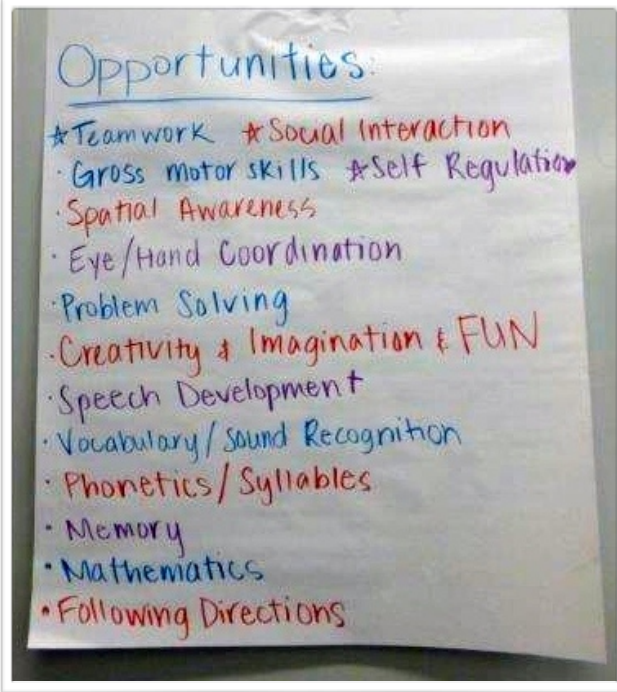 Opportunities:
☆Teamwork ☆Social Interaction
· Gross motor skills ☆Self Regulation
· Spatial Awareness
· Eye/Hand Coordination
· Problem Solving
· Creativity & Imagination & FUN
· Speech Development
· Vocabulary/Sound Recognition
· Phonetics/Syllables
· Memory
· Mathematics
· Following Directions